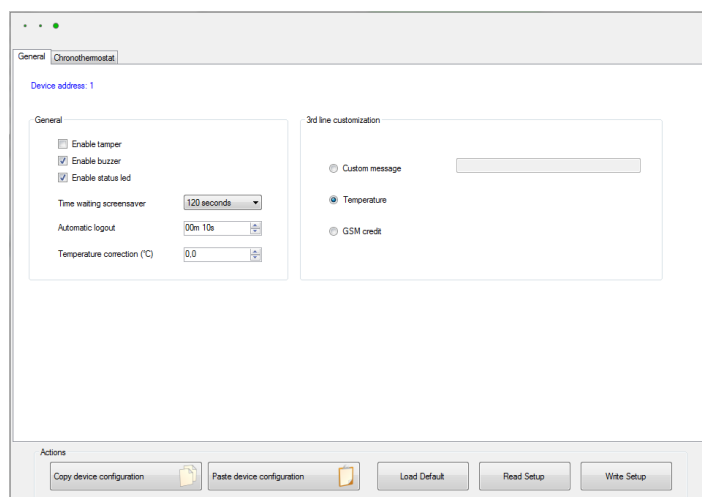 General Chronothermostat
Device address: 1
General
Enable tamper
Enable buzzer
Enable status led
Time waiting screensaver 120 seconds
Automatic logout 00m 10s
Temperature correction (°C) 0,0
3rd line customization
Custom message
Temperature
GSM credit
Actions
Copy device configuration Paste device configuration Load Default Read Setup Write Setup